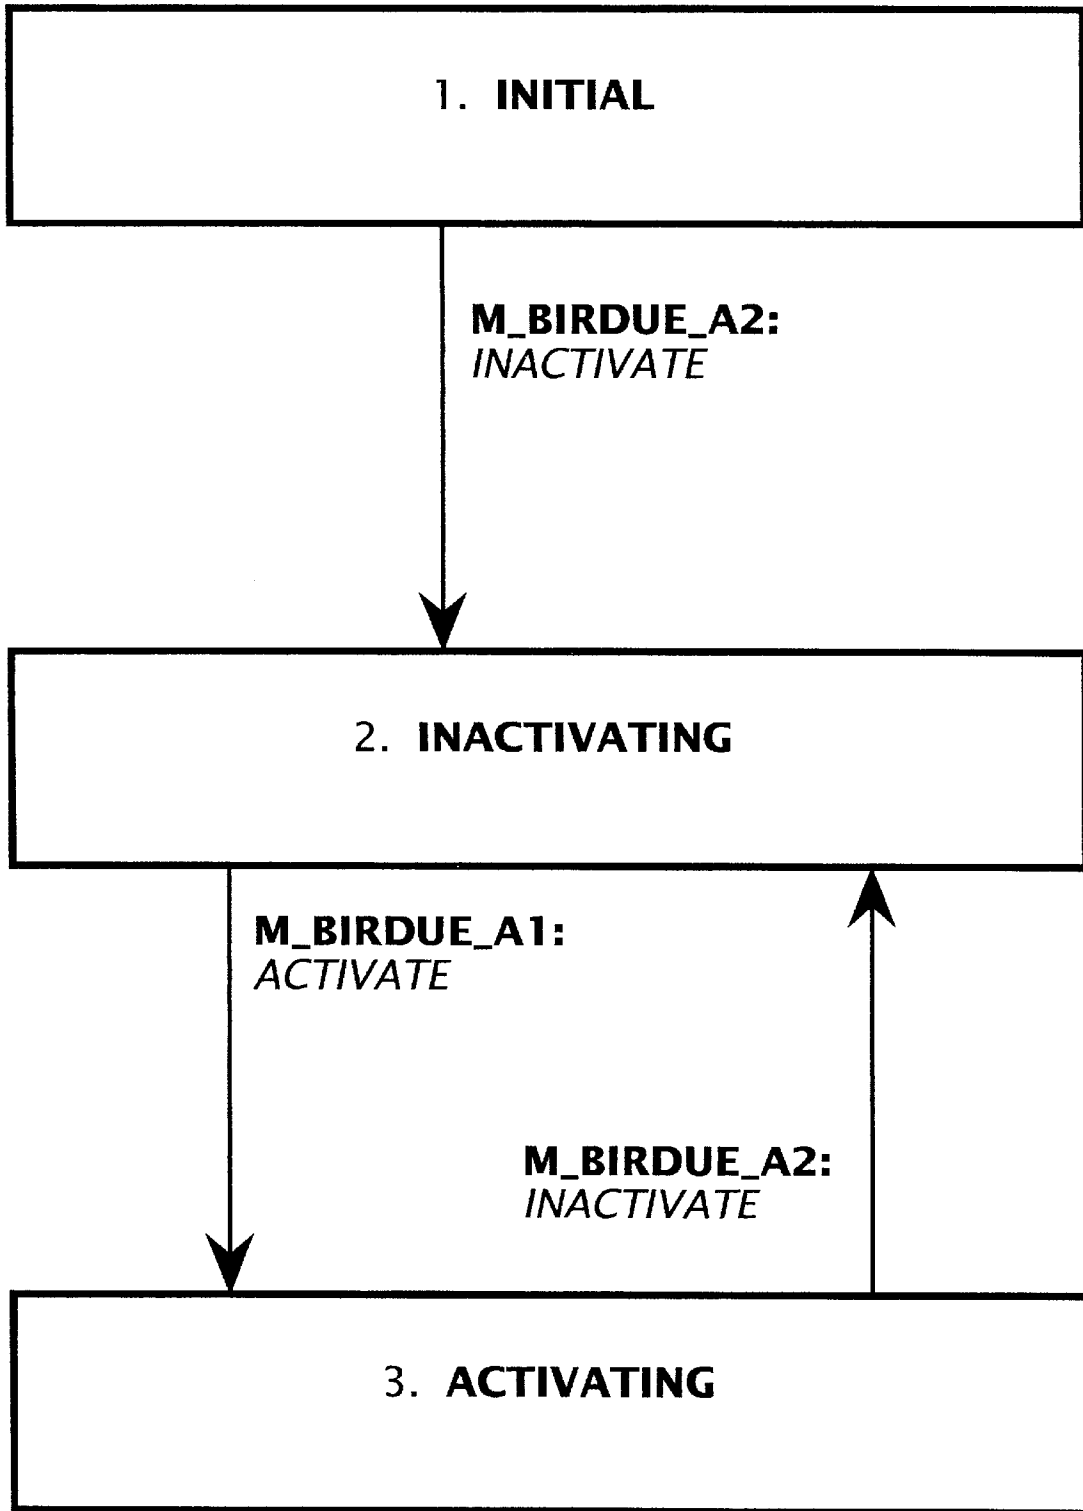 1. INITIAL
M_BIRDUE_A2:
INACTIVATE
2. INACTIVATING
M_BIRDUE_A1:
ACTIVATE
M_BIRDUE_A2:
INACTIVATE
3. ACTIVATING